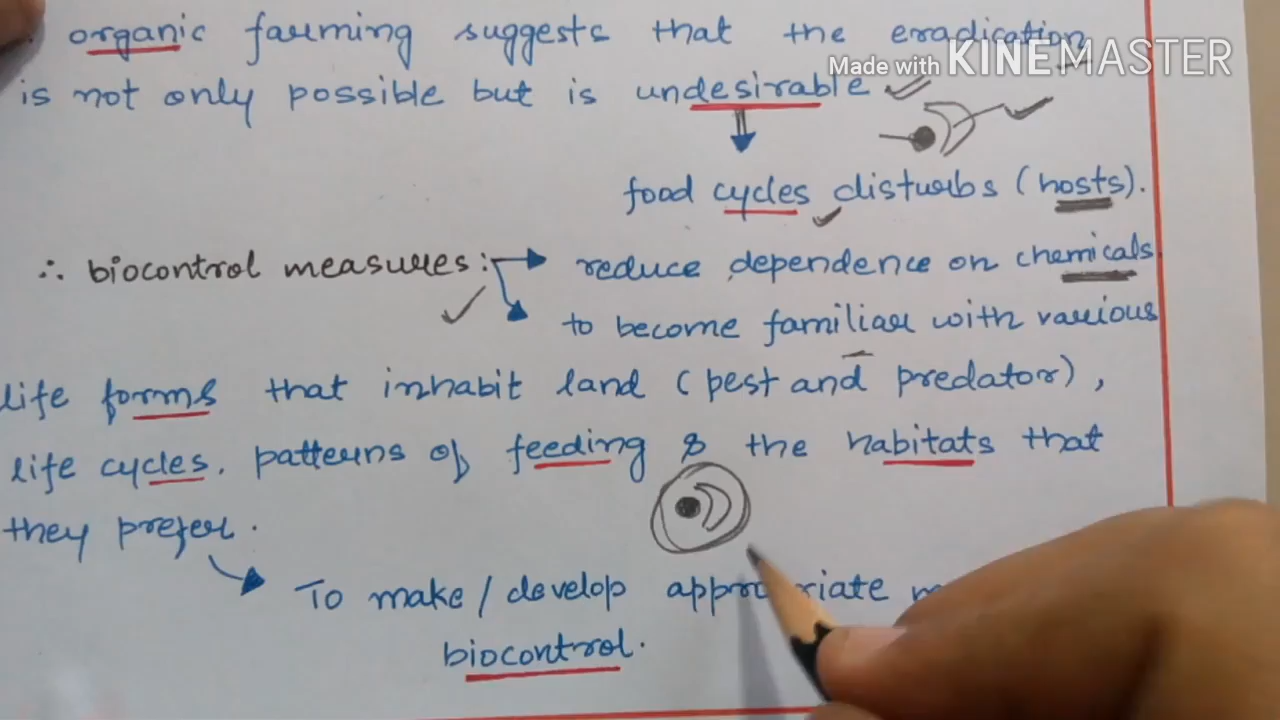 organic farming suggests that the eradication
Made with KINEMASTER
is not only possible but is undesirable
food cycles disturbs (hosts).
∴ biocontrol measures: reduce dependence on chemicals
to become familiar with various
life forms that inhabit land (pest and predator),
life cycles, patterns of feeding & the habitats that
they prefer.
To make/develop appropriate
biocontrol.